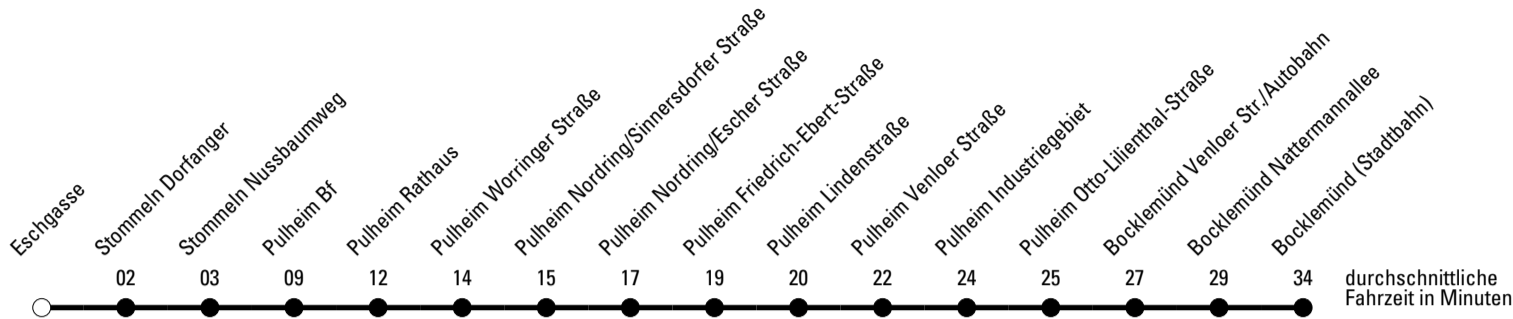 Eschgasse
Stommeln Dorfanger
Stommeln Nussbaumweg
Pulheim Bf
Pulheim Rathaus
Pulheim Worringer Straße
Pulheim Nordring/Sinnersdorfer Straße
Pulheim Nordring/Escher Straße
Pulheim Friedrich-Ebert-Straße
Pulheim Lindenstraße
Pulheim Venloer Straße
Pulheim Industriegebiet
Pulheim Otto-Lilienthal-Straße
Bocklemünd Venloer Str./Autobahn
Bocklemünd Nattermannallee
Bocklemünd (Stadtbahn)
02 03 09 12 14 15 17 19 20 22 24 25 27 29 34
durchschnittliche
Fahrzeit in Minuten